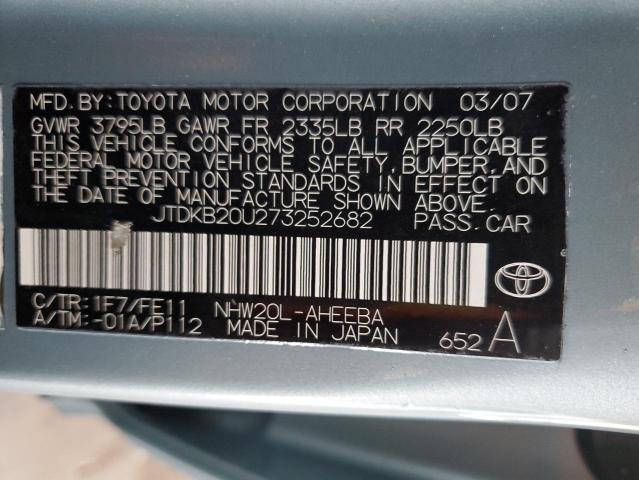 MFD. BY: TOYOTA MOTOR CORPORATION 03/07
GVWR 3795LB GAWR FR 2335LB RR 2250LB
THIS VEHICLE CONFORMS TO ALL APPLICABLE
FEDERAL MOTOR VEHICLE SAFETY, BUMPER, AND
THEFT PREVENTION STANDARDS IN EFFECT ON
THE DATE OF MANUFACTURE SHOWN ABOVE.
JTDKB20U273252682 PASS. CAR
C/TR: 1F7/FE11 NHW20L-AHEEBA
A/TM: -01A/P112 MADE IN JAPAN 652 A